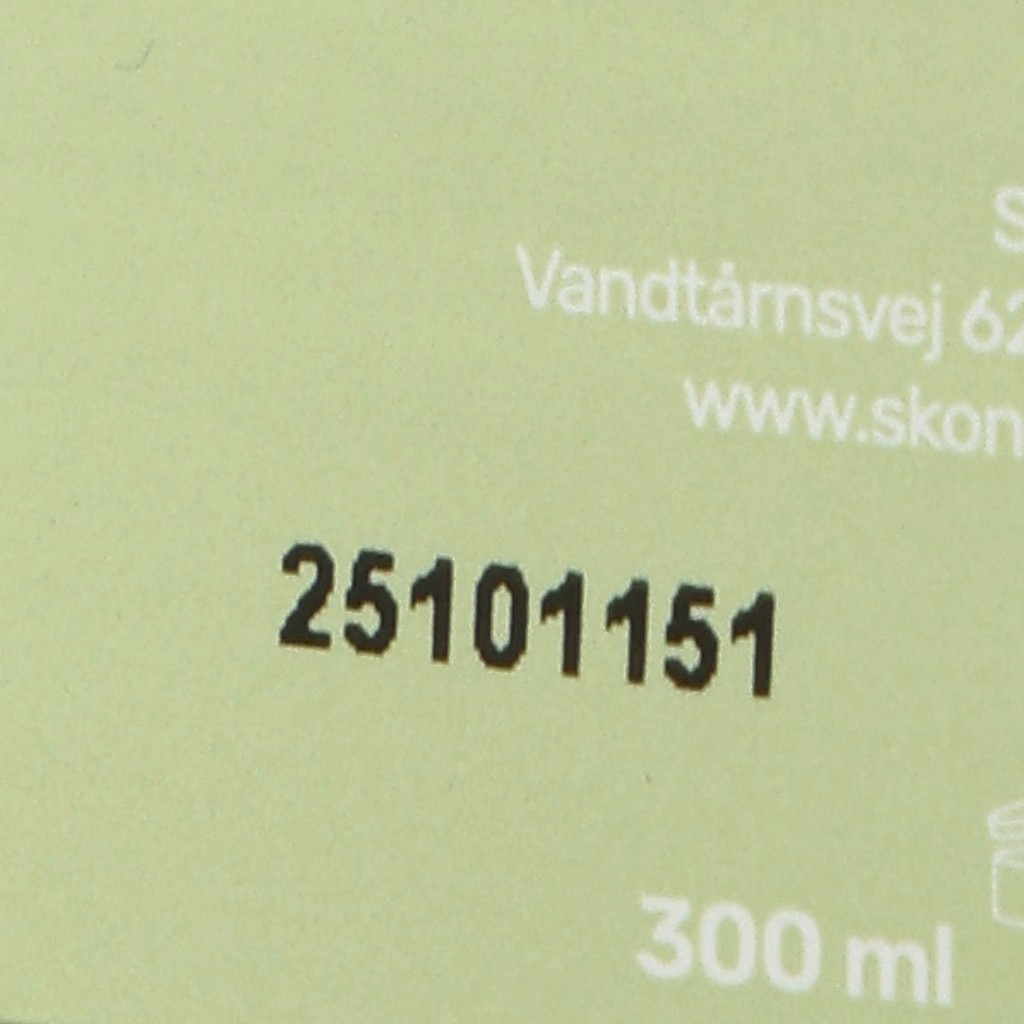 S
Vandtårnsvej 62
www.skon
25101151
300 ml